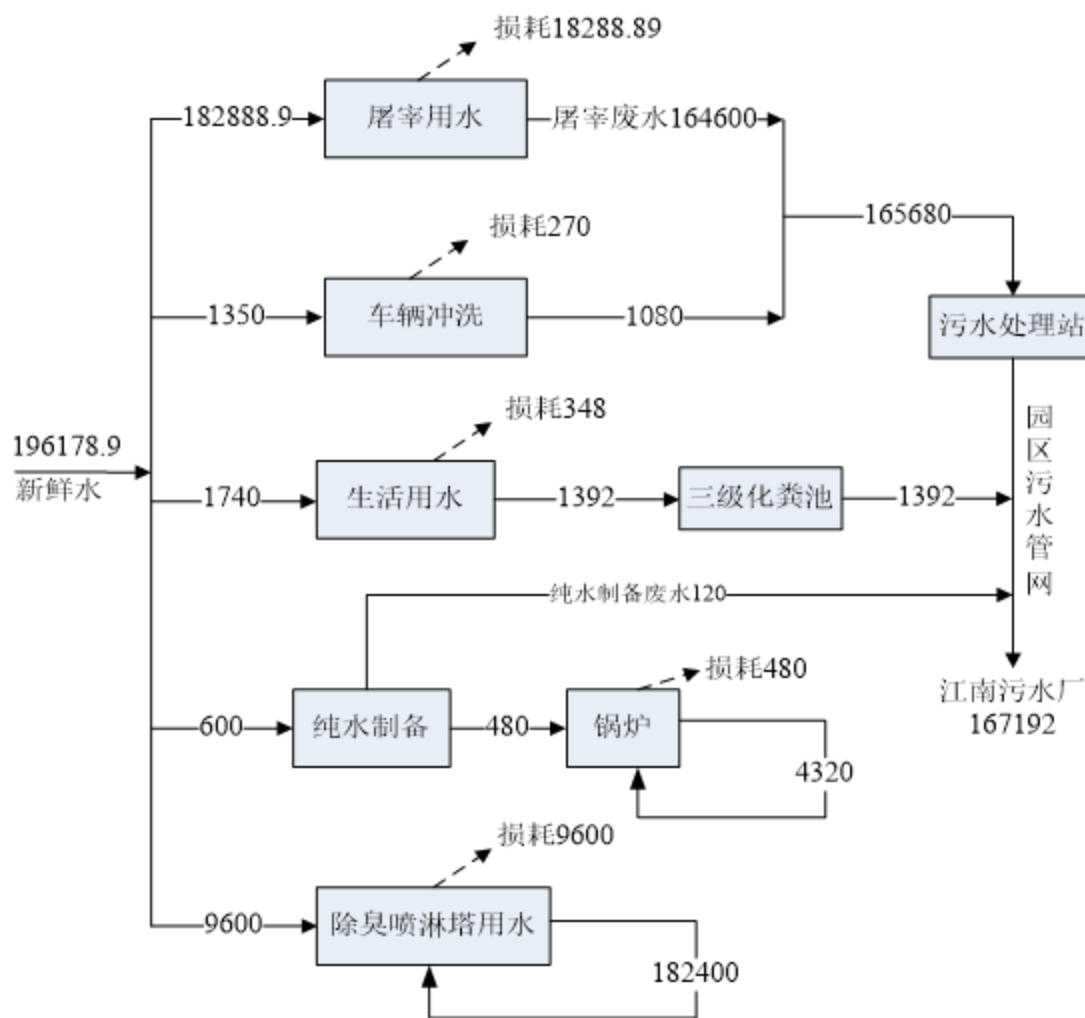 损耗18288.89
182888.9
屠宰用水
屠宰废水164600
165680
损耗270
1350
车辆冲洗
1080
污水处理站
损耗348
196178.9
新鲜水
1740
生活用水
1392
三级化粪池
1392
园区污水管网
纯水制备废水120
损耗480
江南污水厂
167192
600
纯水制备
480
锅炉
4320
损耗9600
9600
除臭喷淋塔用水
182400